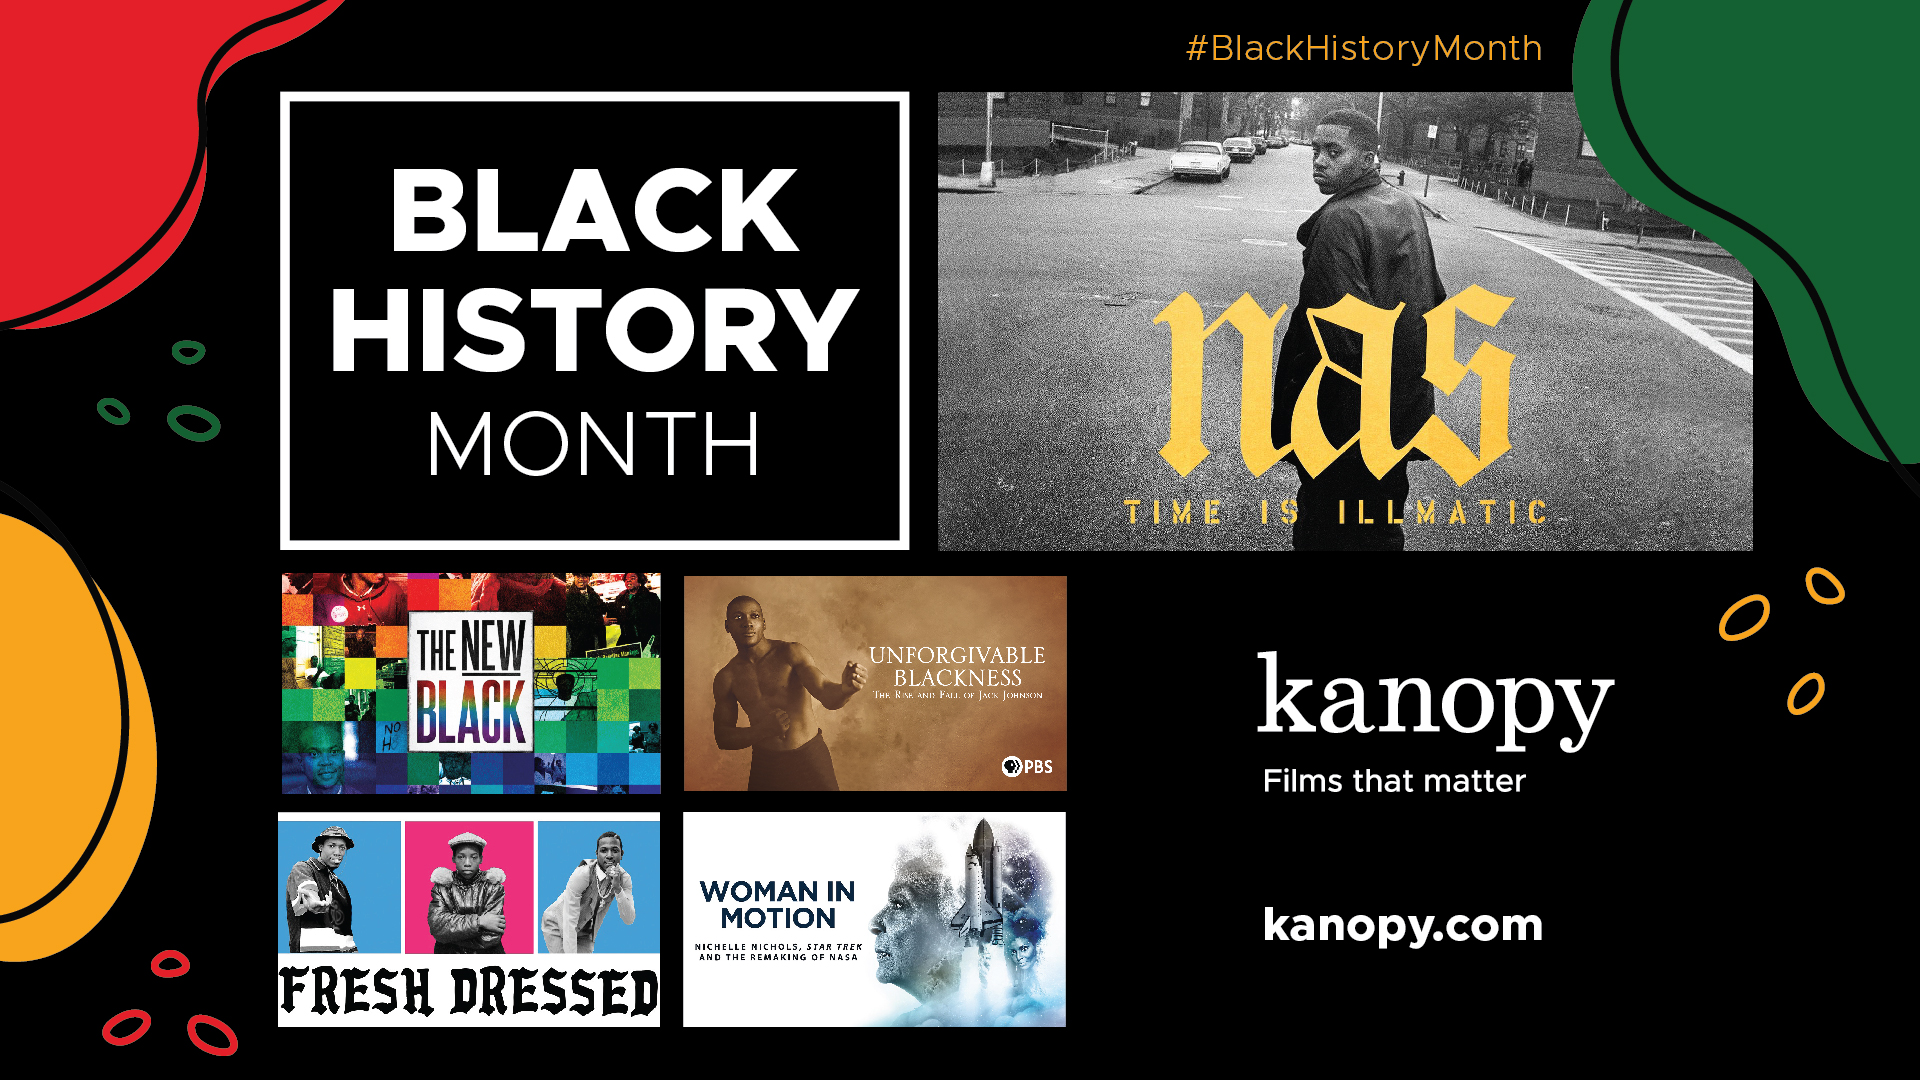 #BlackHistoryMonth
BLACK
HISTORY
MONTH
nas
TIME IS ILLMATIC
THE NEW
BLACK
NO
UNFORGIVABLE
BLACKNESS
THE RISE AND FALL OF JACK JOHNSON
PBS
kanopy
Films that matter
FRESH DRESSED
WOMAN IN
MOTION
NICHELLE NICHOLS, STAR TREK
AND THE REMAKING OF NASA
kanopy.com